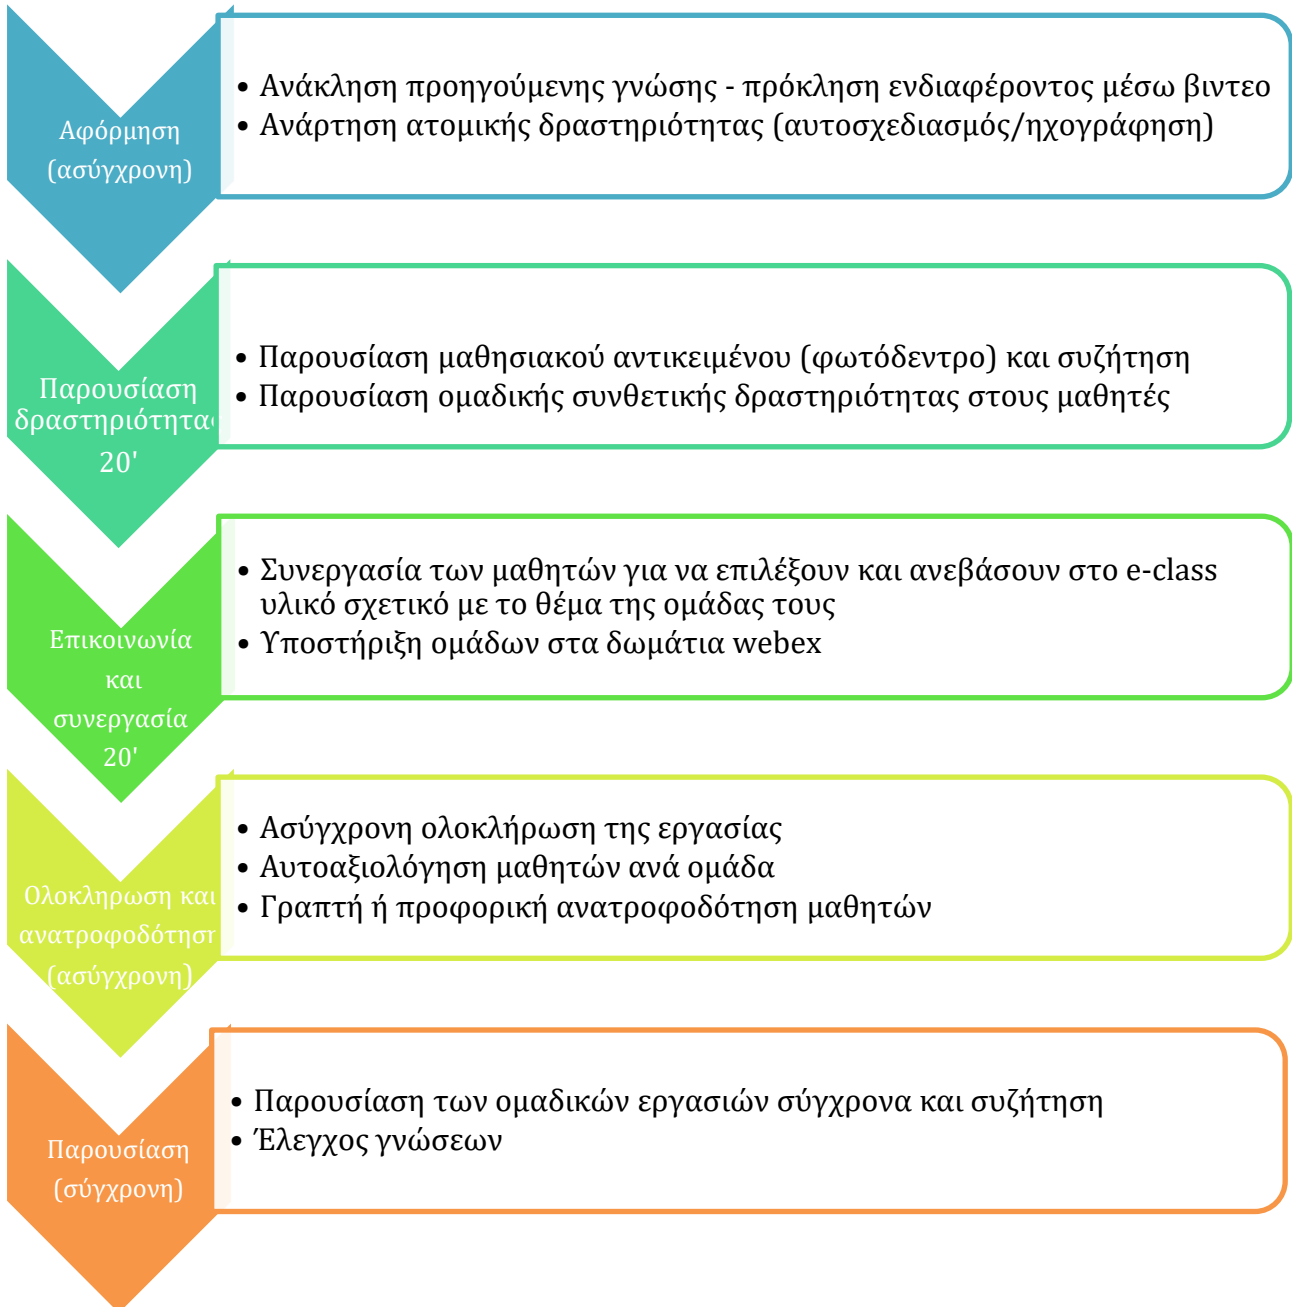 Αφόρμηση
(ασύγχρονη)
• Ανάκληση προηγούμενης γνώσης - πρόκληση ενδιαφέροντος μέσω βιντεο
• Ανάρτηση ατομικής δραστηριότητας (αυτοσχεδιασμός/ηχογράφηση)
Παρουσίαση
δραστηριότητας
20'
• Παρουσίαση μαθησιακού αντικειμένου (φωτόδεντρο) και συζήτηση
• Παρουσίαση ομαδικής συνθετικής δραστηριότητας στους μαθητές
Επικοινωνία
και
συνεργασία
20'
• Συνεργασία των μαθητών για να επιλέξουν και ανεβάσουν στο e-class
υλικό σχετικό με το θέμα της ομάδας τους
• Υποστήριξη ομάδων στα δωμάτια webex
Ολοκληρωση και
ανατροφοδότηση
(ασύγχρονη)
• Ασύγχρονη ολοκλήρωση της εργασίας
• Αυτοαξιολόγηση μαθητών ανά ομάδα
• Γραπτή ή προφορική ανατροφοδότηση μαθητών
Παρουσίαση
(σύγχρονη)
• Παρουσίαση των ομαδικών εργασιών σύγχρονα και συζήτηση
• Έλεγχος γνώσεων